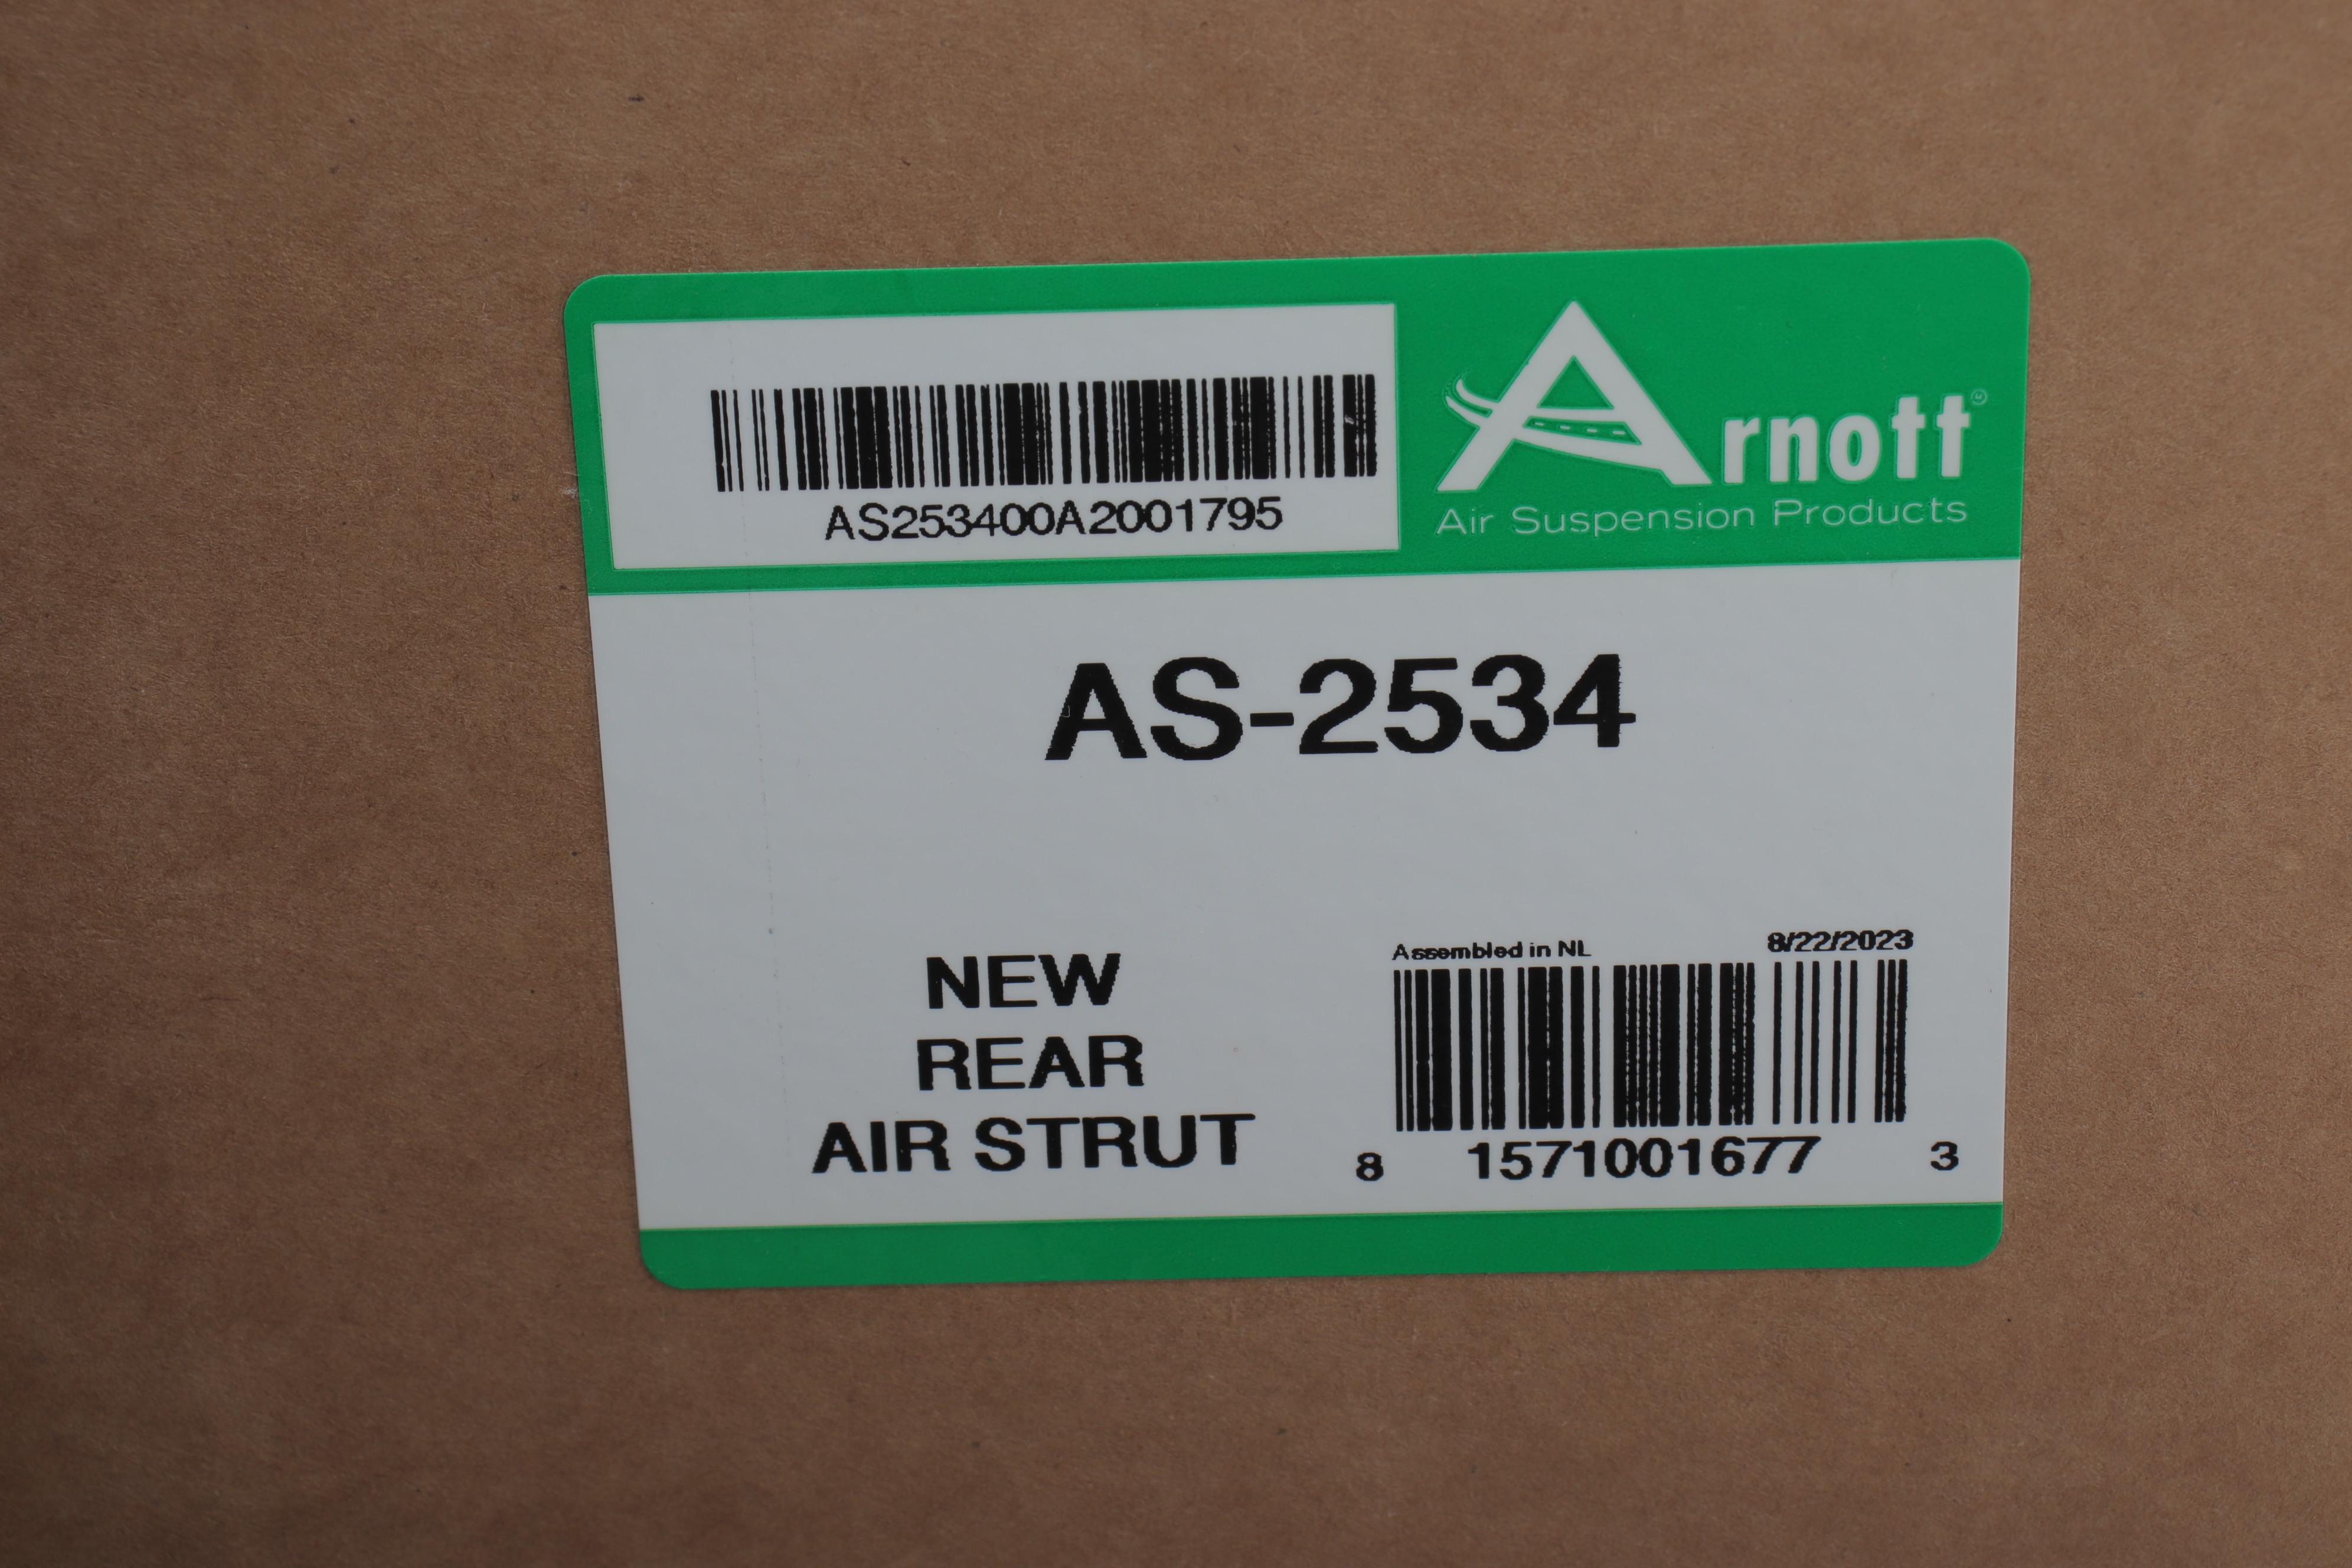 AS253400A2001795
Arnott®
Air Suspension Products
AS-2534
NEW
REAR
AIR STRUT
Assembled in NL 8/22/2023
8 1571001677 3